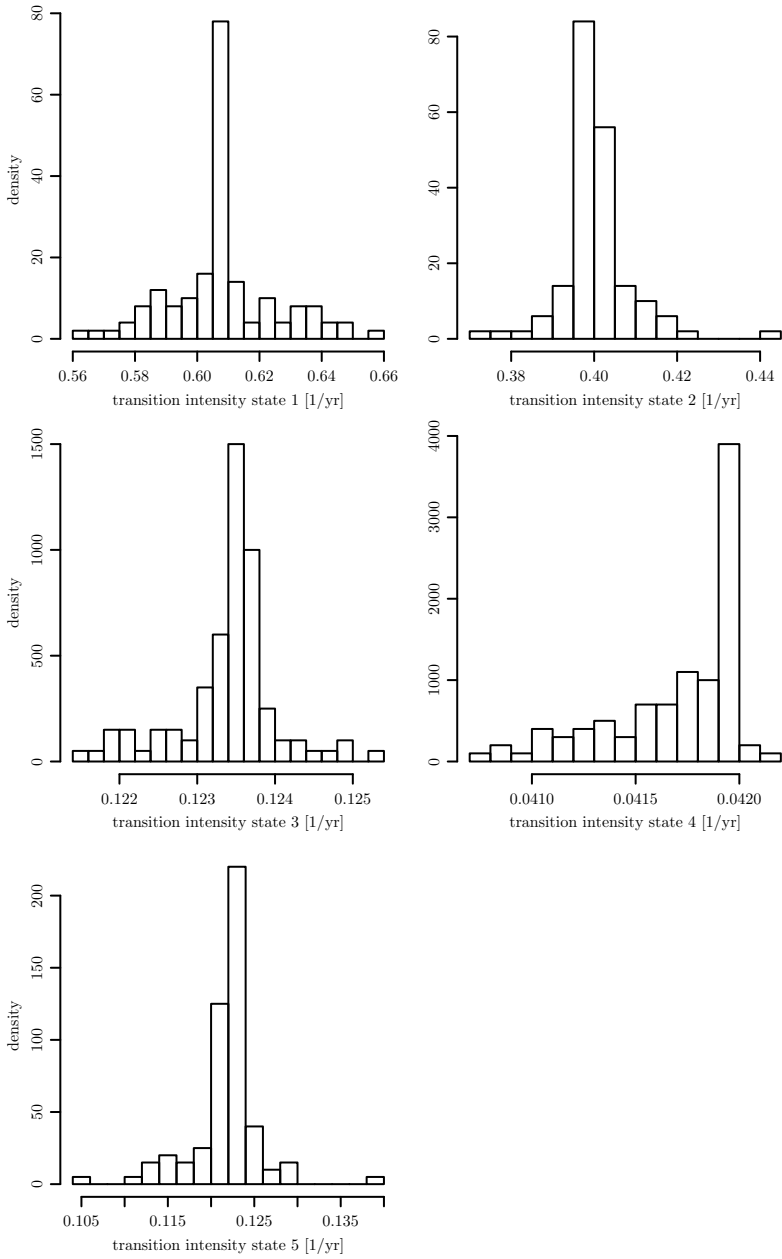 density
0 20 40 60 80
0.56 0.58 0.60 0.62 0.64 0.66
transition intensity state 1 [1/yr]
0 20 40 60 80
0.38 0.40 0.42 0.44
transition intensity state 2 [1/yr]
density
0 500 1000 1500
0.122 0.123 0.124 0.125
transition intensity state 3 [1/yr]
0 1000 2000 3000 4000
0.0410 0.0415 0.0420
transition intensity state 4 [1/yr]
density
0 50 100 150 200
0.105 0.115 0.125 0.135
transition intensity state 5 [1/yr]